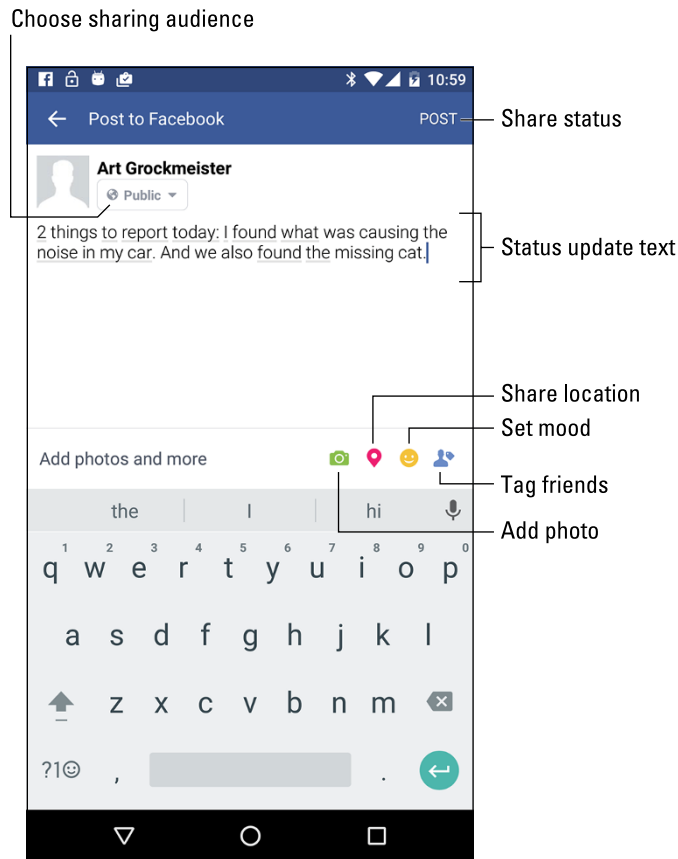 Choose sharing audience
10:59
Post to Facebook
POST
Share status
Art Grockmeister
Public
2 things to report today: I found what was causing the
noise in my car. And we also found the missing cat.
Status update text
Share location
Set mood
Add photos and more
Tag friends
the I hi
Add photo
1 2 3 4 5 6 7 8 9 0
q w e r t y u i o p
a s d f g h j k l
z x c v b n m
?1☺ , .